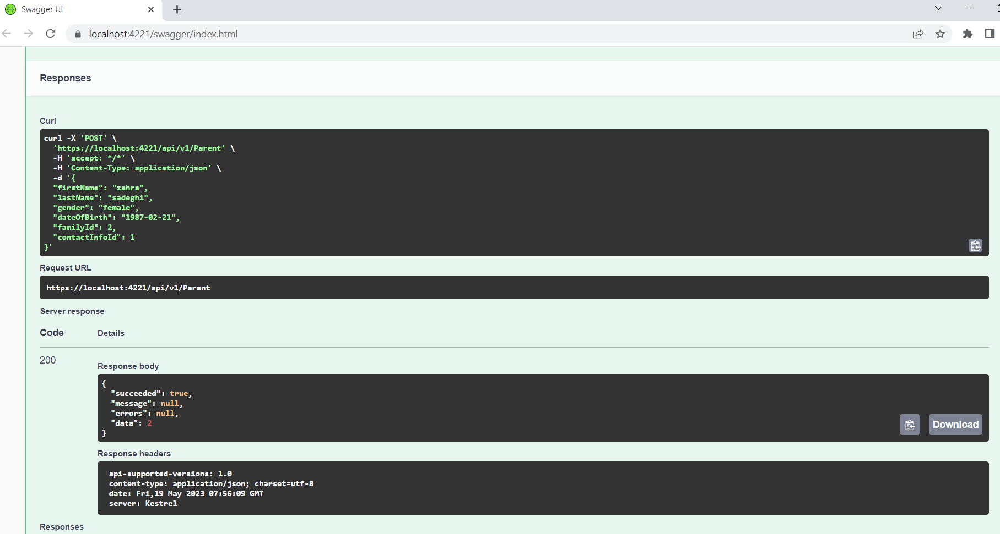 Swagger UI
localhost:4221/swagger/index.html
Responses
Curl
curl -X 'POST' \
'https://localhost:4221/api/v1/Parent' \
-H 'accept: */*' \
-H 'Content-Type: application/json' \
-d '{
"firstName": "zahra",
"lastName": "sadeghi",
"gender": "female",
"dateOfBirth": "1987-02-21",
"familyId": 2,
"contactInfoId": 1
}'
Request URL
https://localhost:4221/api/v1/Parent
Server response
Code Details
200
Response body
{
"succeeded": true,
"message": null,
"errors": null,
"data": 2
}
Download
Response headers
api-supported-versions: 1.0
content-type: application/json; charset=utf-8
date: Fri,19 May 2023 07:56:09 GMT
server: Kestrel
Responses